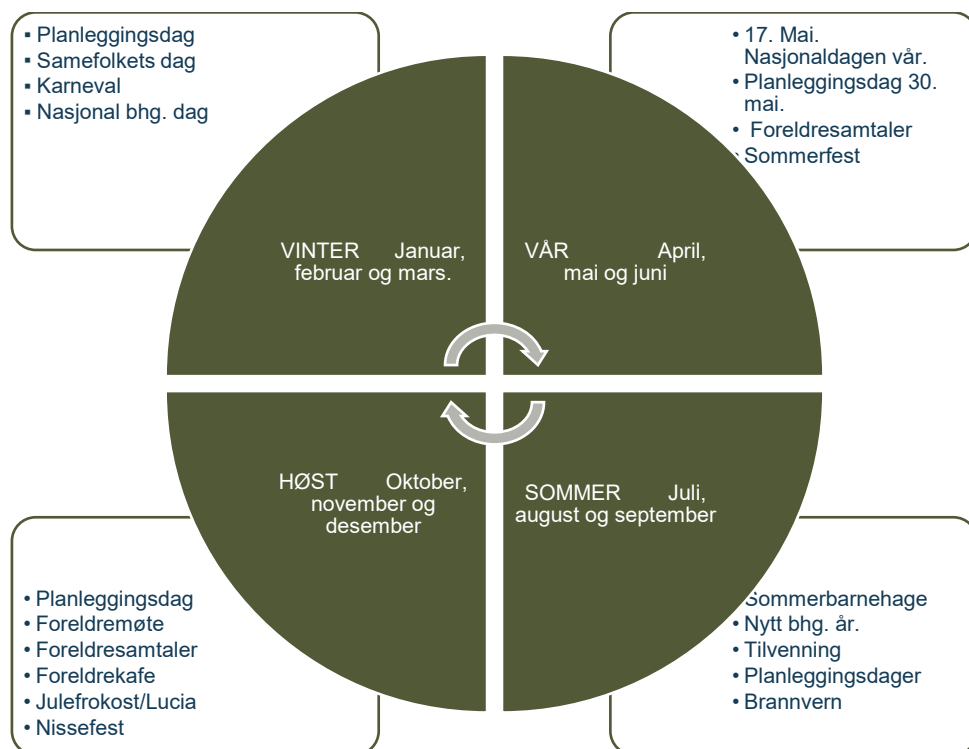 ▪ Planleggingsdag
▪ Samefolkets dag
▪ Karneval
▪ Nasjonal bhg. dag
• 17. Mai.
Nasjonaldagen vår.
• Planleggingsdag 30.
mai.
• Foreldresamtaler
• Sommerfest
VINTER Januar,
februar og mars.
VÅR April,
mai og juni
HØST Oktober,
november og
desember
SOMMER Juli,
august og september
• Planleggingsdag
• Foreldremøte
• Foreldresamtaler
• Foreldrekafe
• Julefrokost/Lucia
• Nissefest
Sommerbarnehage
• Nytt bhg. år.
• Tilvenning
• Planleggingsdager
• Brannvern